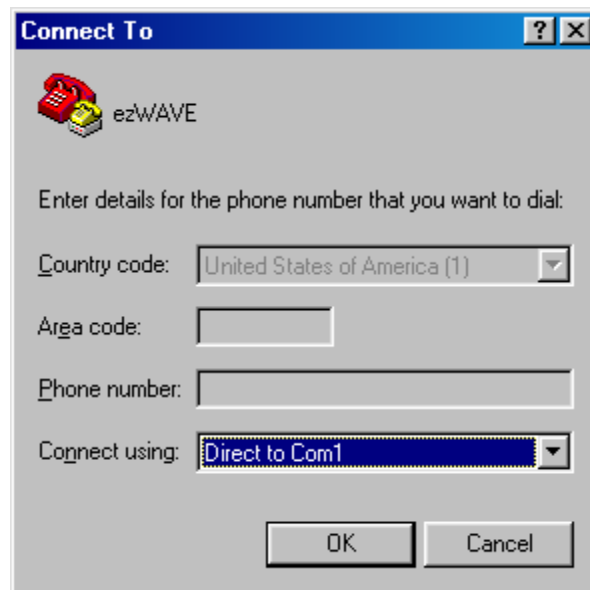 Connect To
ezWAVE
Enter details for the phone number that you want to dial:
Country code: United States of America (1)
Area code:
Phone number:
Connect using: Direct to Com1
OK Cancel